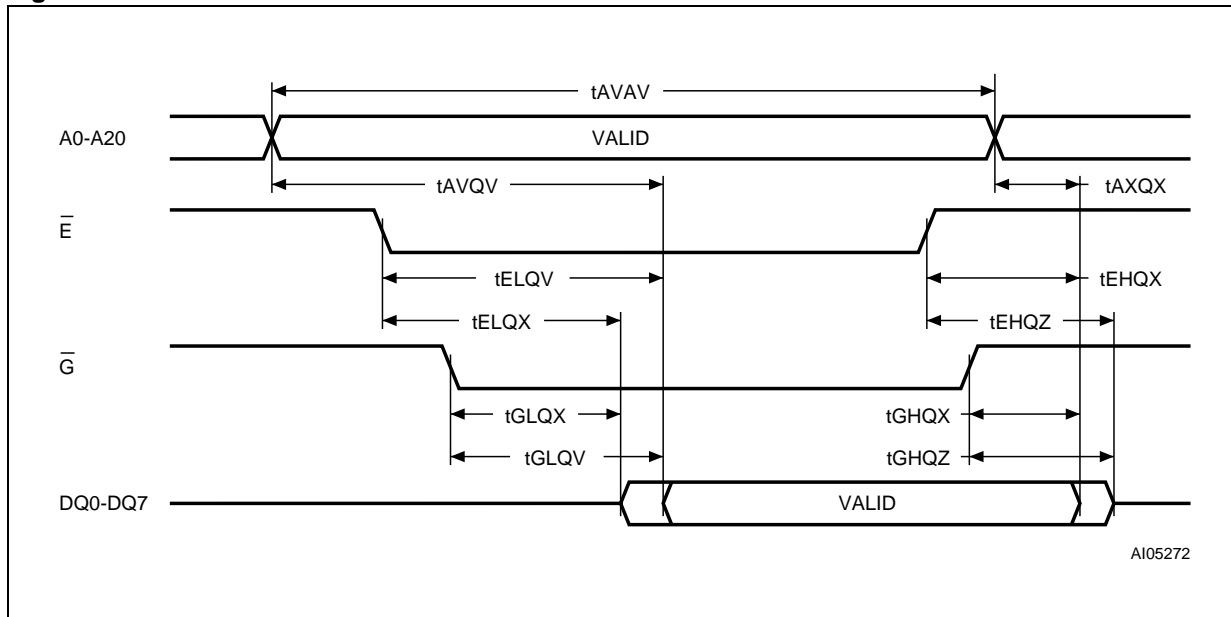 tAVAV
A0-A20
VALID
tAVQV
tAXQX
E
tELQV
tEHQX
tELQX
tEHQZ
G
tGLQX
tGHQX
tGLQV
tGHQZ
DQ0-DQ7
VALID
AI05272